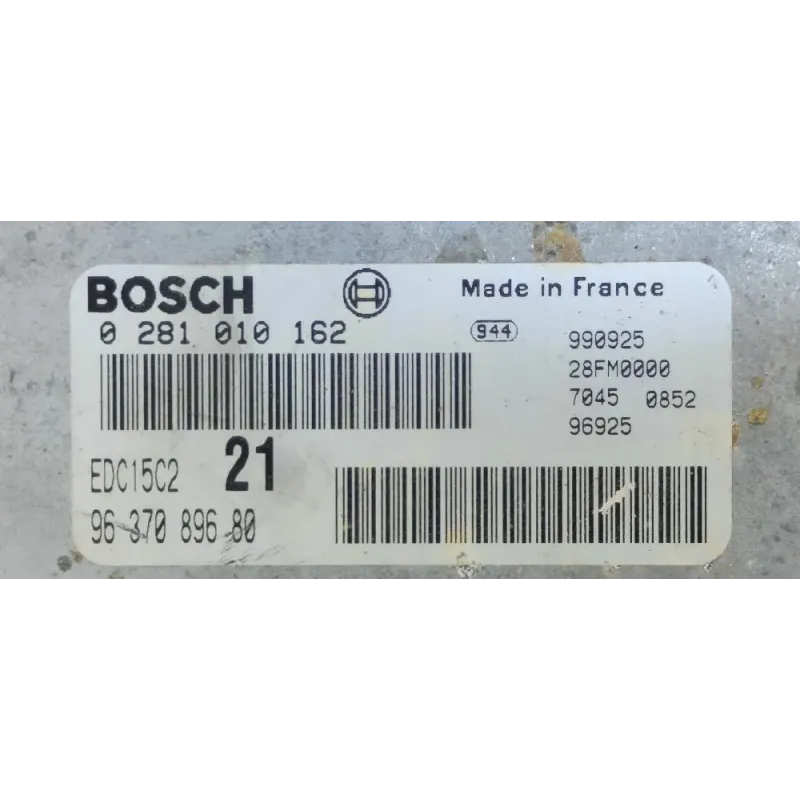 BOSCH
Made in France
0 281 010 162
944
990925
28FM0000
7045 0852
96925
EDC15C2 21
96 370 896 80